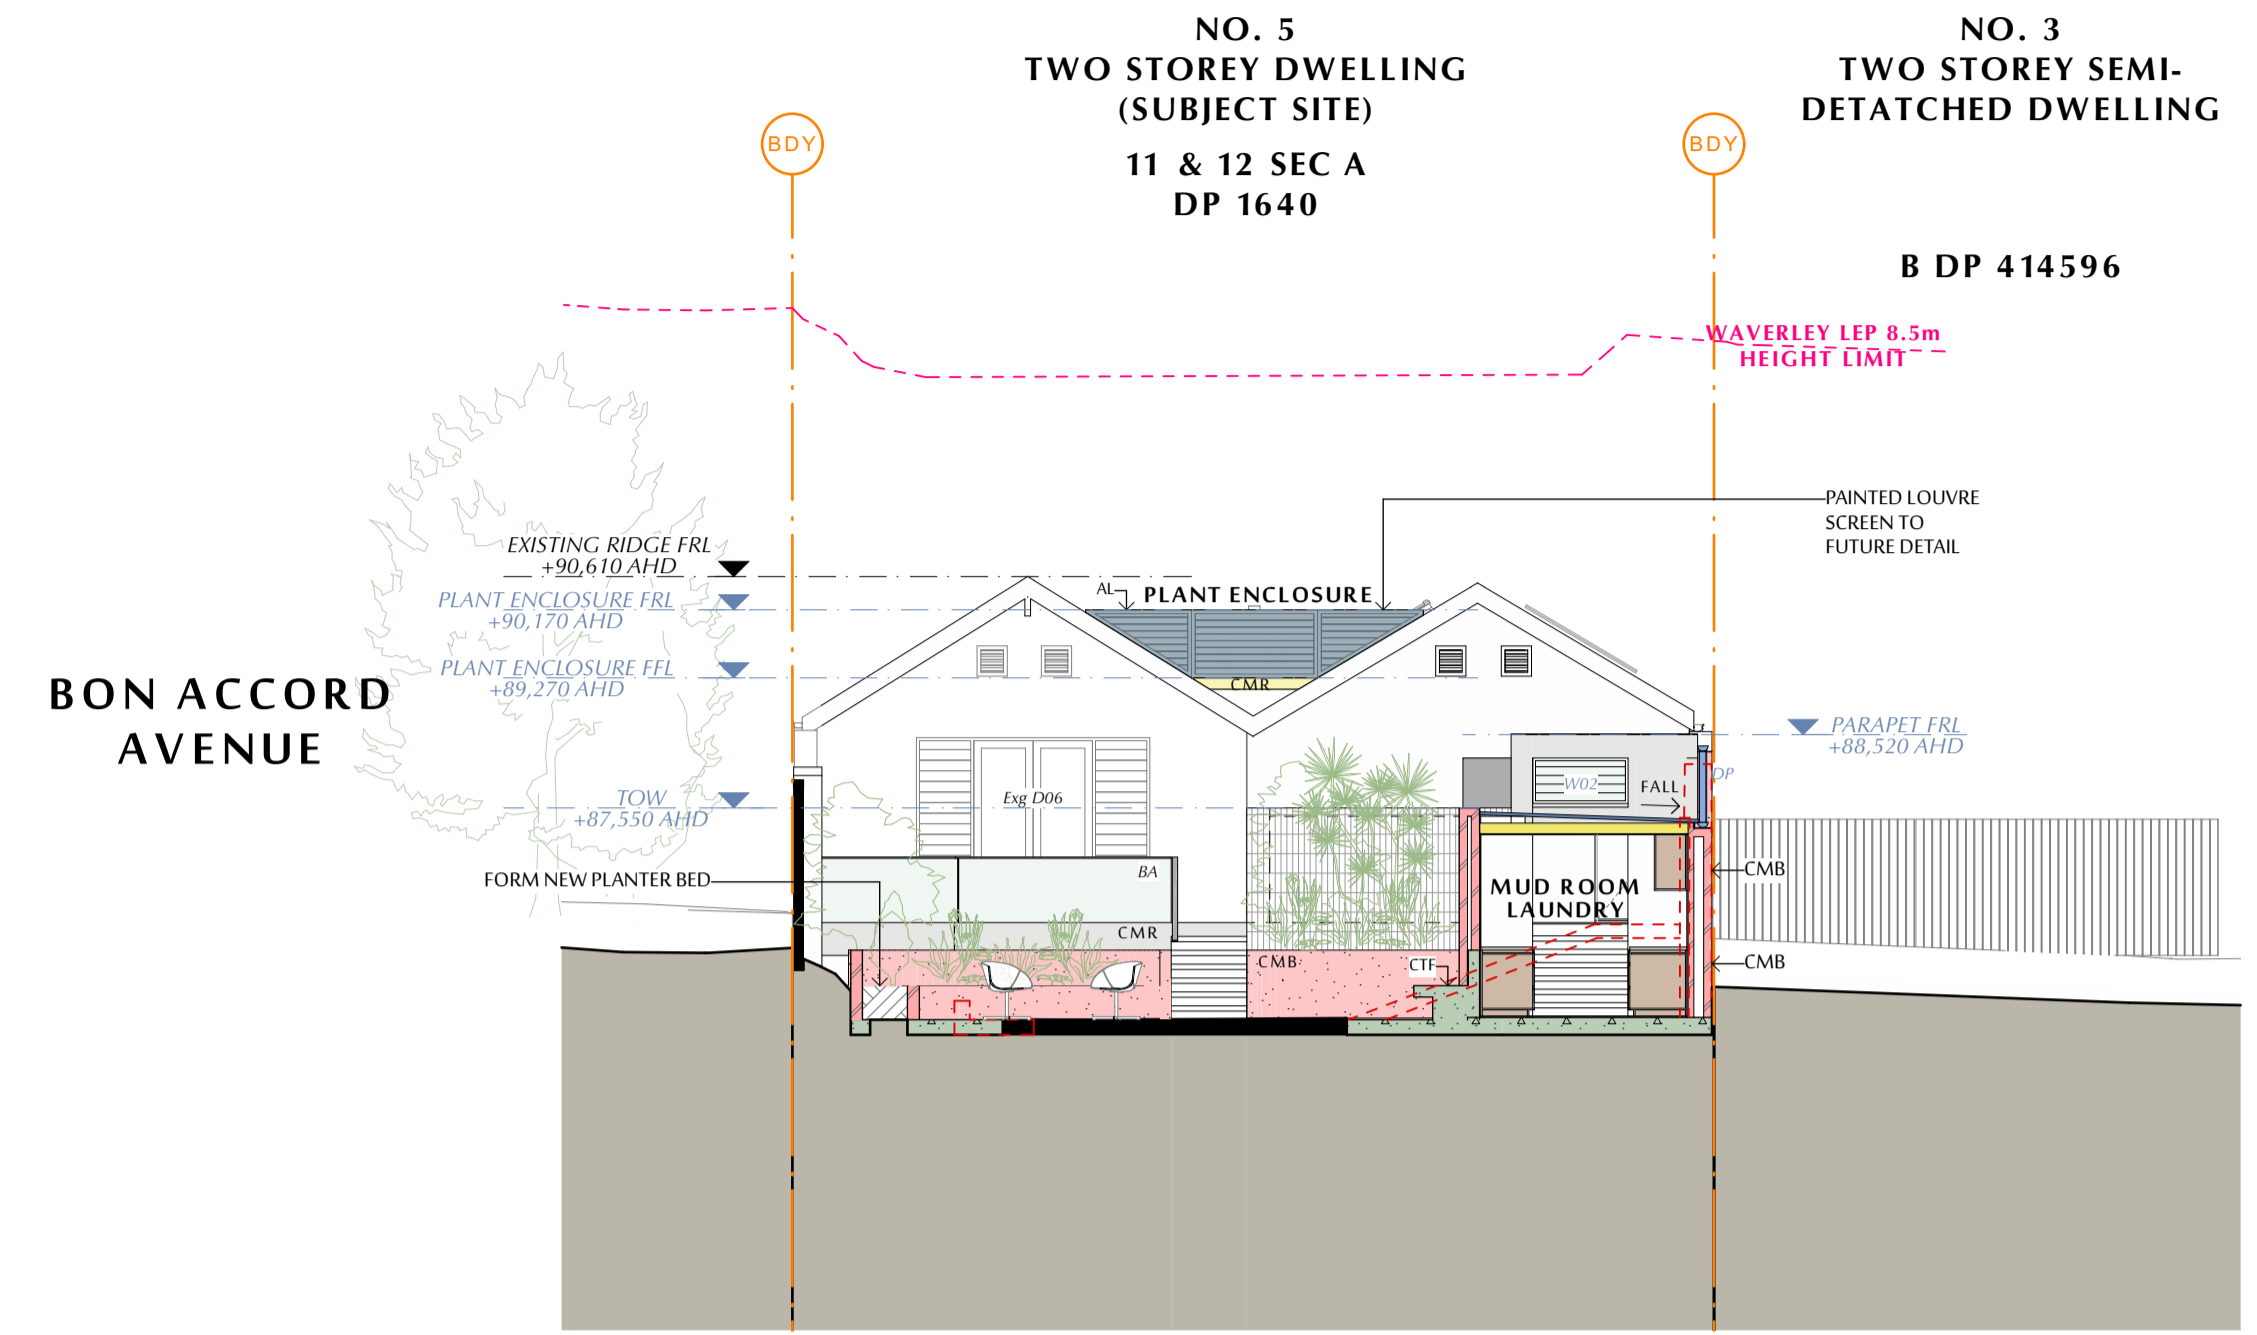 NO. 5
TWO STOREY DWELLING
(SUBJECT SITE)
11 & 12 SEC A
DP 1640
NO. 3
TWO STOREY SEMI-
DETATCHED DWELLING
B DP 414596
BDY
BDY
WAVERLEY LEP 8.5m
HEIGHT LIMIT
PAINTED LOUVRE
SCREEN TO
FUTURE DETAIL
EXISTING RIDGE FRL
+90,610 AHD
PLANT ENCLOSURE FRL
+90,170 AHD
PLANT ENCLOSURE FFL
+89,270 AHD
AL
PLANT ENCLOSURE
CMR
BON ACCORD
AVENUE
PARAPET FRL
+88,520 AHD
TOW
+87,550 AHD
Exg D06
W02
FALL
DP
FORM NEW PLANTER BED
BA
CMR
MUD ROOM
LAUNDRY
CMB
CMB
CTF
CMB